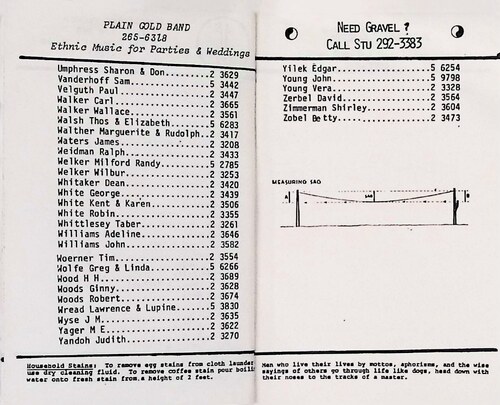 PLAIN GOLD BAND
265-6318
Ethnic Music for Parties & Weddings
Umphress Sharon & Don..........2 3629
Vanderhoff Sam.................5 3442
Velguth Paul...................2 3447
Walker Carl....................2 3665
Walker Wallace.................2 3561
Walsh Thos & Elizabeth.........5 6283
Walther Marguerite & Rudolph..2 3417
Waters James...................2 3208
Weidman Ralph..................2 3433
Welker Milford Randy...........5 2785
Welker Wilbur..................2 3253
Whitaker Dean..................2 3420
White George...................2 3439
White Kent & Karen.............2 3506
White Robin....................2 3355
Whittlesey Taber...............2 3261
Williams Adeline...............2 3646
Williams John..................2 3582
Woerner Tim....................2 3554
Wolfe Greg & Linda.............5 6266
Wood H H.......................2 3689
Woods Ginny....................2 3628
Woods Robert...................2 3674
Wread Lawrence & Lupine........5 3830
Wyse J M.......................2 3635
Yager M E......................2 3622
Yandoh Judith..................2 3270
Household Stains: To remove egg stains from cloth launder
use dry cleaning fluid. To remove coffee stain pour boili
water onto fresh stain from a height of 2 feet.
NEED GRAVEL ?
CALL STU 292-3383
Yilek Edgar....................5 6254
Young John.....................5 9798
Young Vera.....................2 3328
Zerbel David...................2 3564
Zimmerman Shirley..............2 3604
Zobel Betty....................2 3473
MEASURING SAG
A SAG B
Men who live their lives by mottos, aphorisms, and the wise
sayings of others go through life like dogs, head down with
their noses to the tracks of a master.